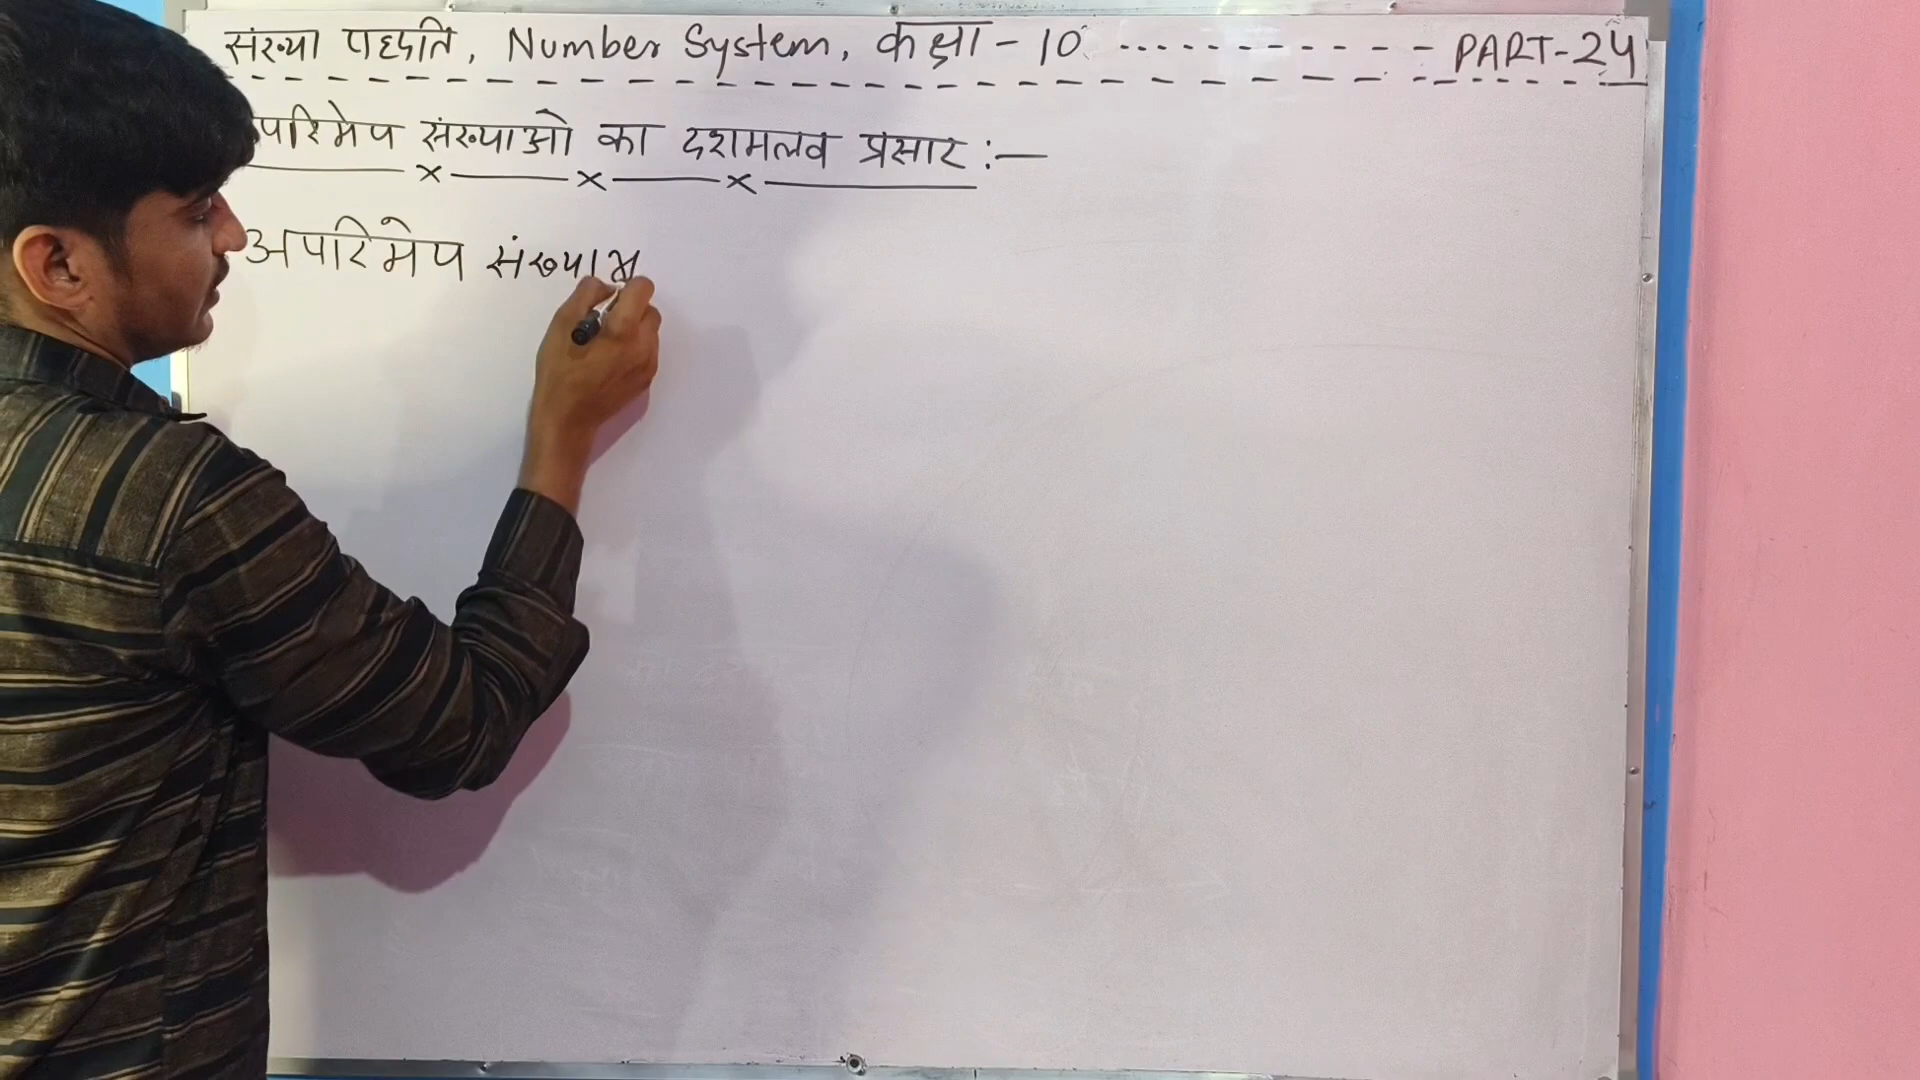 संख्या पद्धति, Number System, कक्षा - 10 ----------- PART-24
परिमेय संख्याओ का दशमलव प्रसार :—
अपरिमेय संख्याअ